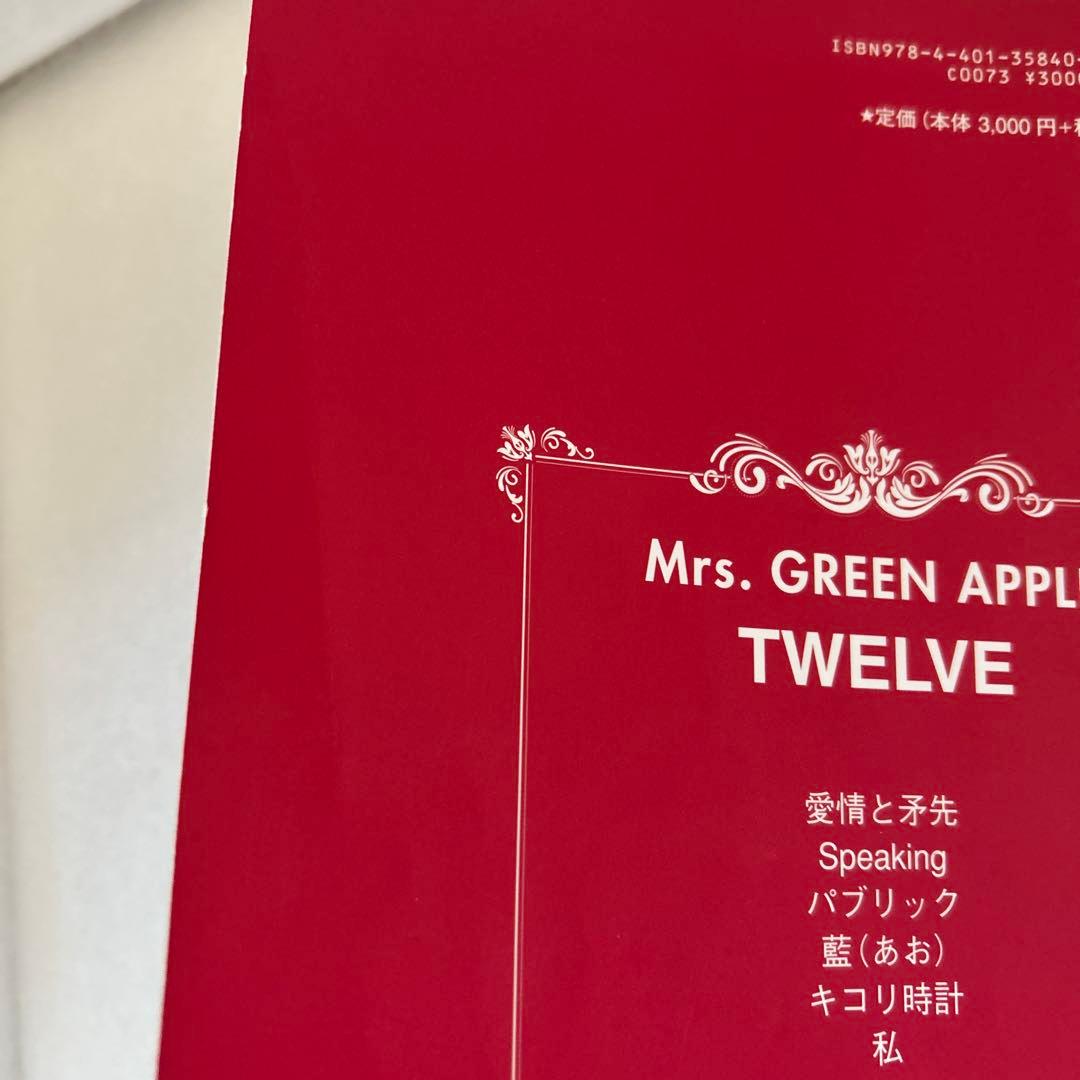 ISBN978-4-401-35840-
C0073 ¥3000
★定価(本体 3,000 円+
Mrs. GREEN APPL
TWELVE
愛情と矛先
Speaking
パブリック
藍(あお)
キコリ時計
私